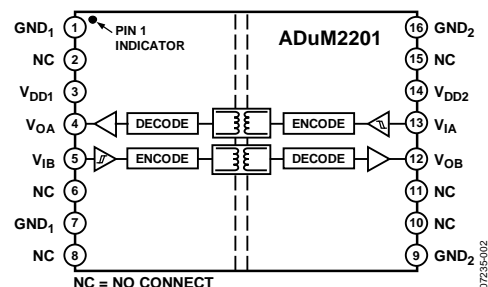 GND1 1
PIN 1
INDICATOR
ADuM2201
16 GND2
NC 2
15 NC
VDD1 3
14 VDD2
VOA 4
DECODE
ENCODE
13 VIA
VIB 5
ENCODE
DECODE
12 VOB
NC 6
11 NC
GND1 7
10 NC
NC 8
9 GND2
NC = NO CONNECT
07235-002